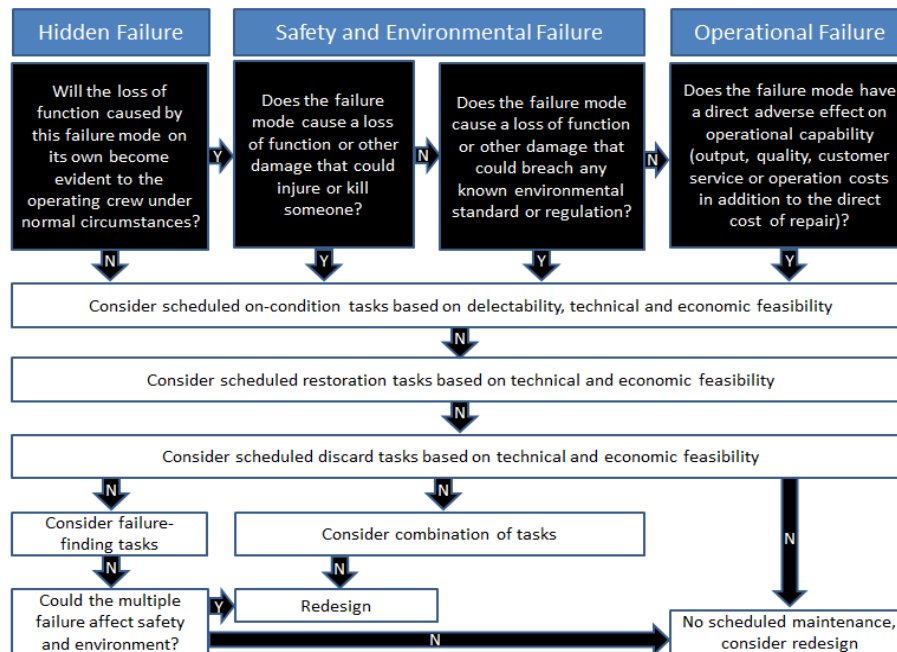 Hidden Failure
Safety and Environmental Failure
Operational Failure
Will the loss of
function caused by
this failure mode on
its own become
evident to the
operating crew under
normal circumstances?
Y
Does the failure
mode cause a loss
of function or other
damage that could
injure or kill
someone?
N
Does the failure mode
cause a loss of function
or other damage that
could breach any
known environmental
standard or regulation?
N
Does the failure mode have
a direct adverse effect on
operational capability
(output, quality, customer
service or operation costs
in addition to the direct
cost of repair)?
N
Y
Y
Y
Consider scheduled on-condition tasks based on delectability, technical and economic feasibility
N
Consider scheduled restoration tasks based on technical and economic feasibility
N
Consider scheduled discard tasks based on technical and economic feasibility
N
N
N
Consider failure-
finding tasks
Consider combination of tasks
N
N
Could the multiple
failure affect safety
and environment?
Y
Redesign
N
No scheduled maintenance,
consider redesign